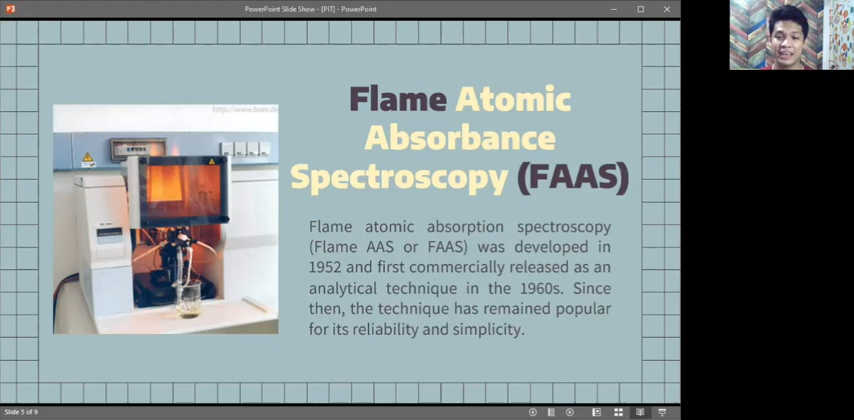 PowerPoint Slide Show - [PIT] - PowerPoint
Flame Atomic
Absorbance
Spectroscopy (FAAS)
Flame atomic absorption spectroscopy
(Flame AAS or FAAS) was developed in
1952 and first commercially released as an
analytical technique in the 1960s. Since
then, the technique has remained popular
for its reliability and simplicity.
Slide 5 of 9